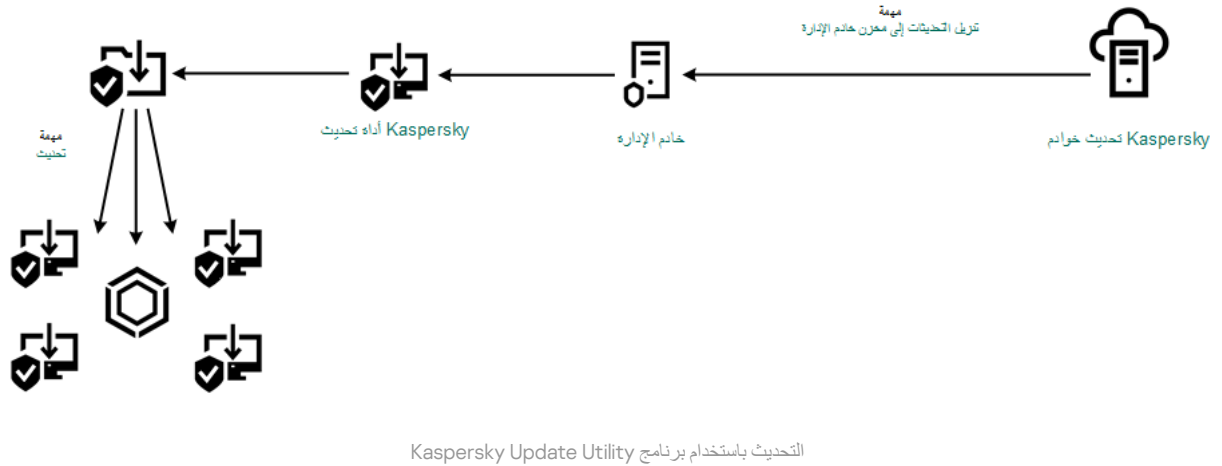 مهمة
تنزيل التحديثات إلى مخزن خادم الإدارة
Kaspersky تحديث خوادم
خادم الإدارة
Kaspersky أداة تحديث
مهمة
تحديث
التحديث باستخدام برنامج Kaspersky Update Utility